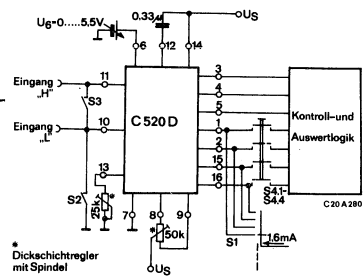 U6=0.....5,5V
0.33µ
US
6
12
14
Eingang
„H"
11
3
S3
4
Kontroll-und
Auswertlogik
5
C 520 D
1
Eingang
„L"
10
2
15
13
16
C 20 A 280
S4.1-
S4.4
S2
25k
*
7
8
9
S1
1.6mA
*
50k
*
Dickschichtregler
mit Spindel
US